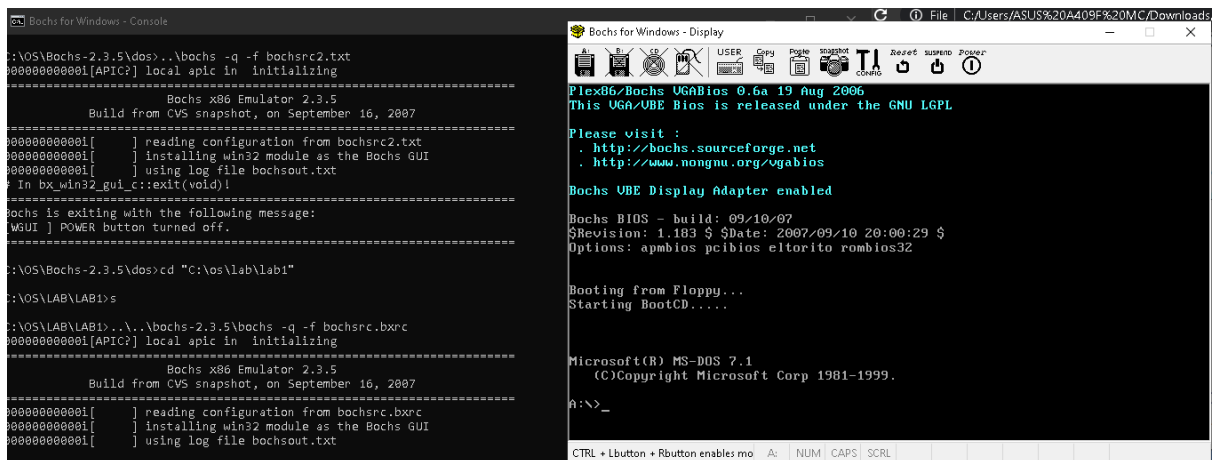 Bochs for Windows - Console
:\OS\Bochs-2.3.5\dos>..\bochs -q -f bochsrc2.txt
00000000000i[APIC?] local apic in  initializing
========================================================================
Bochs x86 Emulator 2.3.5
Build from CVS snapshot, on September 16, 2007
========================================================================
00000000000i[     ] reading configuration from bochsrc2.txt
00000000000i[     ] installing win32 module as the Bochs GUI
00000000000i[     ] using log file bochsout.txt
# In bx_win32_gui_c::exit(void)!
========================================================================
Bochs is exiting with the following message:
[WGUI ] POWER button turned off.
========================================================================
:\OS\Bochs-2.3.5\dos>cd "C:\os\lab\lab1"
:\OS\LAB\LAB1>s
:\OS\LAB\LAB1>..\..\bochs-2.3.5\bochs -q -f bochsrc.bxrc
00000000000i[APIC?] local apic in  initializing
========================================================================
Bochs x86 Emulator 2.3.5
Build from CVS snapshot, on September 16, 2007
========================================================================
00000000000i[     ] reading configuration from bochsrc.bxrc
00000000000i[     ] installing win32 module as the Bochs GUI
00000000000i[     ] using log file bochsout.txt
File | C:/Users/ASUS%20A409F%20MC/Downloads
Bochs for Windows - Display
A: B: CD USER Copy Paste snapshot CONFIG Reset SUSPEND Power
Plex86/Bochs VGABios 0.6a 19 Aug 2006
This VGA/VBE Bios is released under the GNU LGPL
Please visit :
. http://bochs.sourceforge.net
. http://www.nongnu.org/vgabios
Bochs VBE Display Adapter enabled
Bochs BIOS - build: 09/10/07
$Revision: 1.183 $ $Date: 2007/09/10 20:00:29 $
Options: apmbios pcibios eltorito rombios32
Booting from Floppy...
Starting BootCD.....
Microsoft(R) MS-DOS 7.1
(C)Copyright Microsoft Corp 1981-1999.
A:\>_
CTRL + Lbutton + Rbutton enables mo A: NUM CAPS SCRL